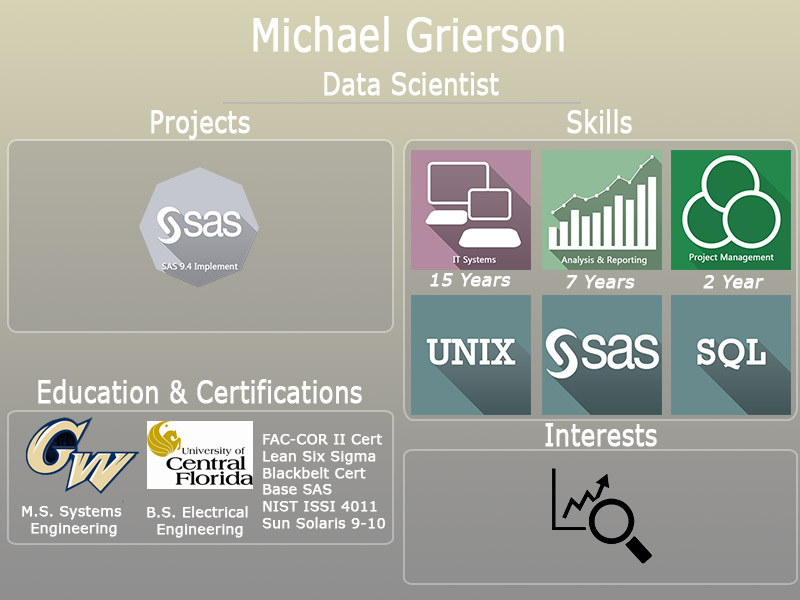 Michael Grierson
Data Scientist
Projects
sas
SAS 9.4 Implement
Skills
IT Systems
Analysis & Reporting
Project Management
15 Years
7 Years
2 Year
UNIX
sas
SQL
Education & Certifications
GW
M.S. Systems
Engineering
University of
Central
Florida
B.S. Electrical
Engineering
FAC-COR II Cert
Lean Six Sigma
Blackbelt Cert
Base SAS
NIST ISSI 4011
Sun Solaris 9-10
Interests